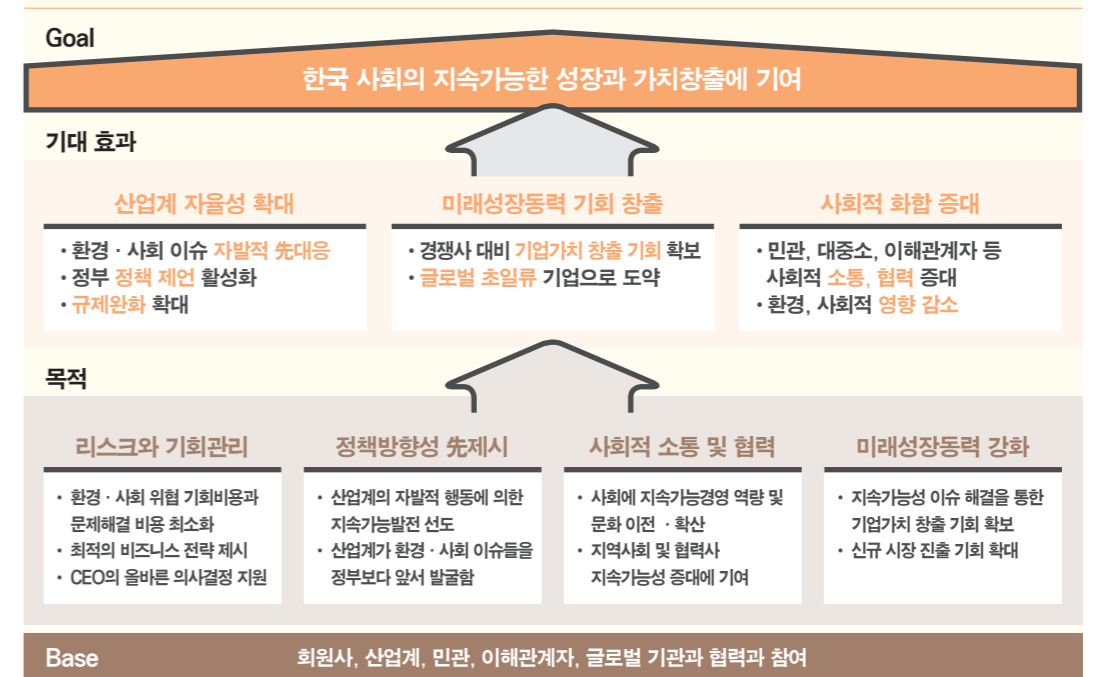 Goal
한국 사회의 지속가능한 성장과 가치창출에 기여
기대 효과
산업계 자율성 확대
• 환경 · 사회 이슈 자발적 先대응
• 정부 정책 제언 활성화
• 규제완화 확대
미래성장동력 기회 창출
• 경쟁사 대비 기업가치 창출 기회 확보
• 글로벌 초일류 기업으로 도약
사회적 화합 증대
• 민관, 대중소, 이해관계자 등
사회적 소통, 협력 증대
• 환경, 사회적 영향 감소
목적
리스크와 기회관리
• 환경 · 사회 위협 기회비용과
문제해결 비용 최소화
• 최적의 비즈니스 전략 제시
• CEO의 올바른 의사결정 지원
정책방향성 先제시
• 산업계의 자발적 행동에 의한
지속가능발전 선도
• 산업계가 환경 · 사회 이슈들을
정부보다 앞서 발굴함
사회적 소통 및 협력
• 사회에 지속가능경영 역량 및
문화 이전 · 확산
• 지역사회 및 협력사
지속가능성 증대에 기여
미래성장동력 강화
• 지속가능성 이슈 해결을 통한
기업가치 창출 기회 확보
• 신규 시장 진출 기회 확대
Base
회원사, 산업계, 민관, 이해관계자, 글로벌 기관과 협력과 참여